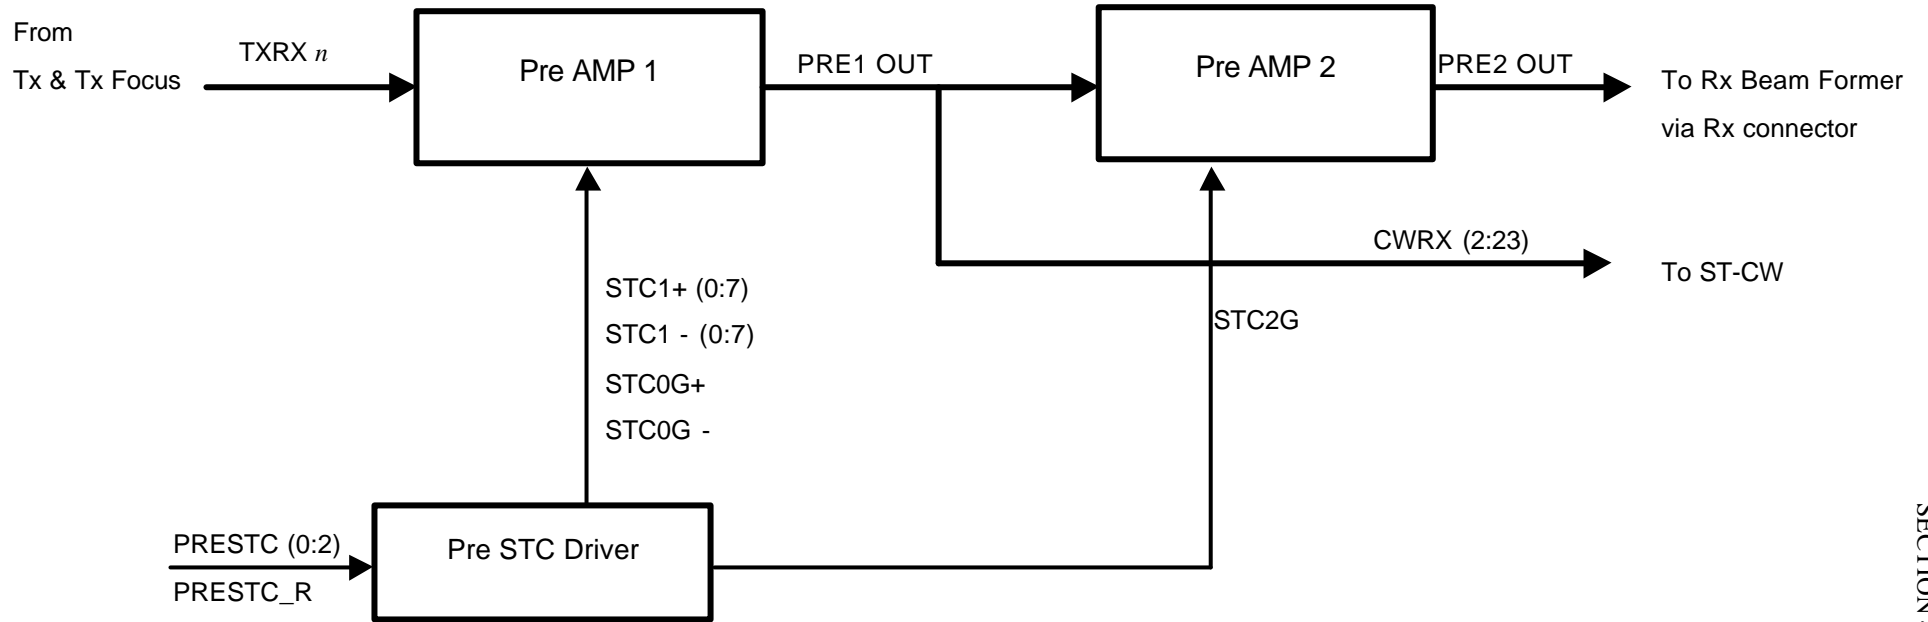 From
Tx & Tx Focus
TXRX n
Pre AMP 1
PRE1 OUT
Pre AMP 2
PRE2 OUT
To Rx Beam Former
via Rx connector
CWRX (2:23)
To ST-CW
STC1+ (0:7)
STC1 - (0:7)
STC0G+
STC0G -
STC2G
PRESTC (0:2)
PRESTC_R
Pre STC Driver
SECTION